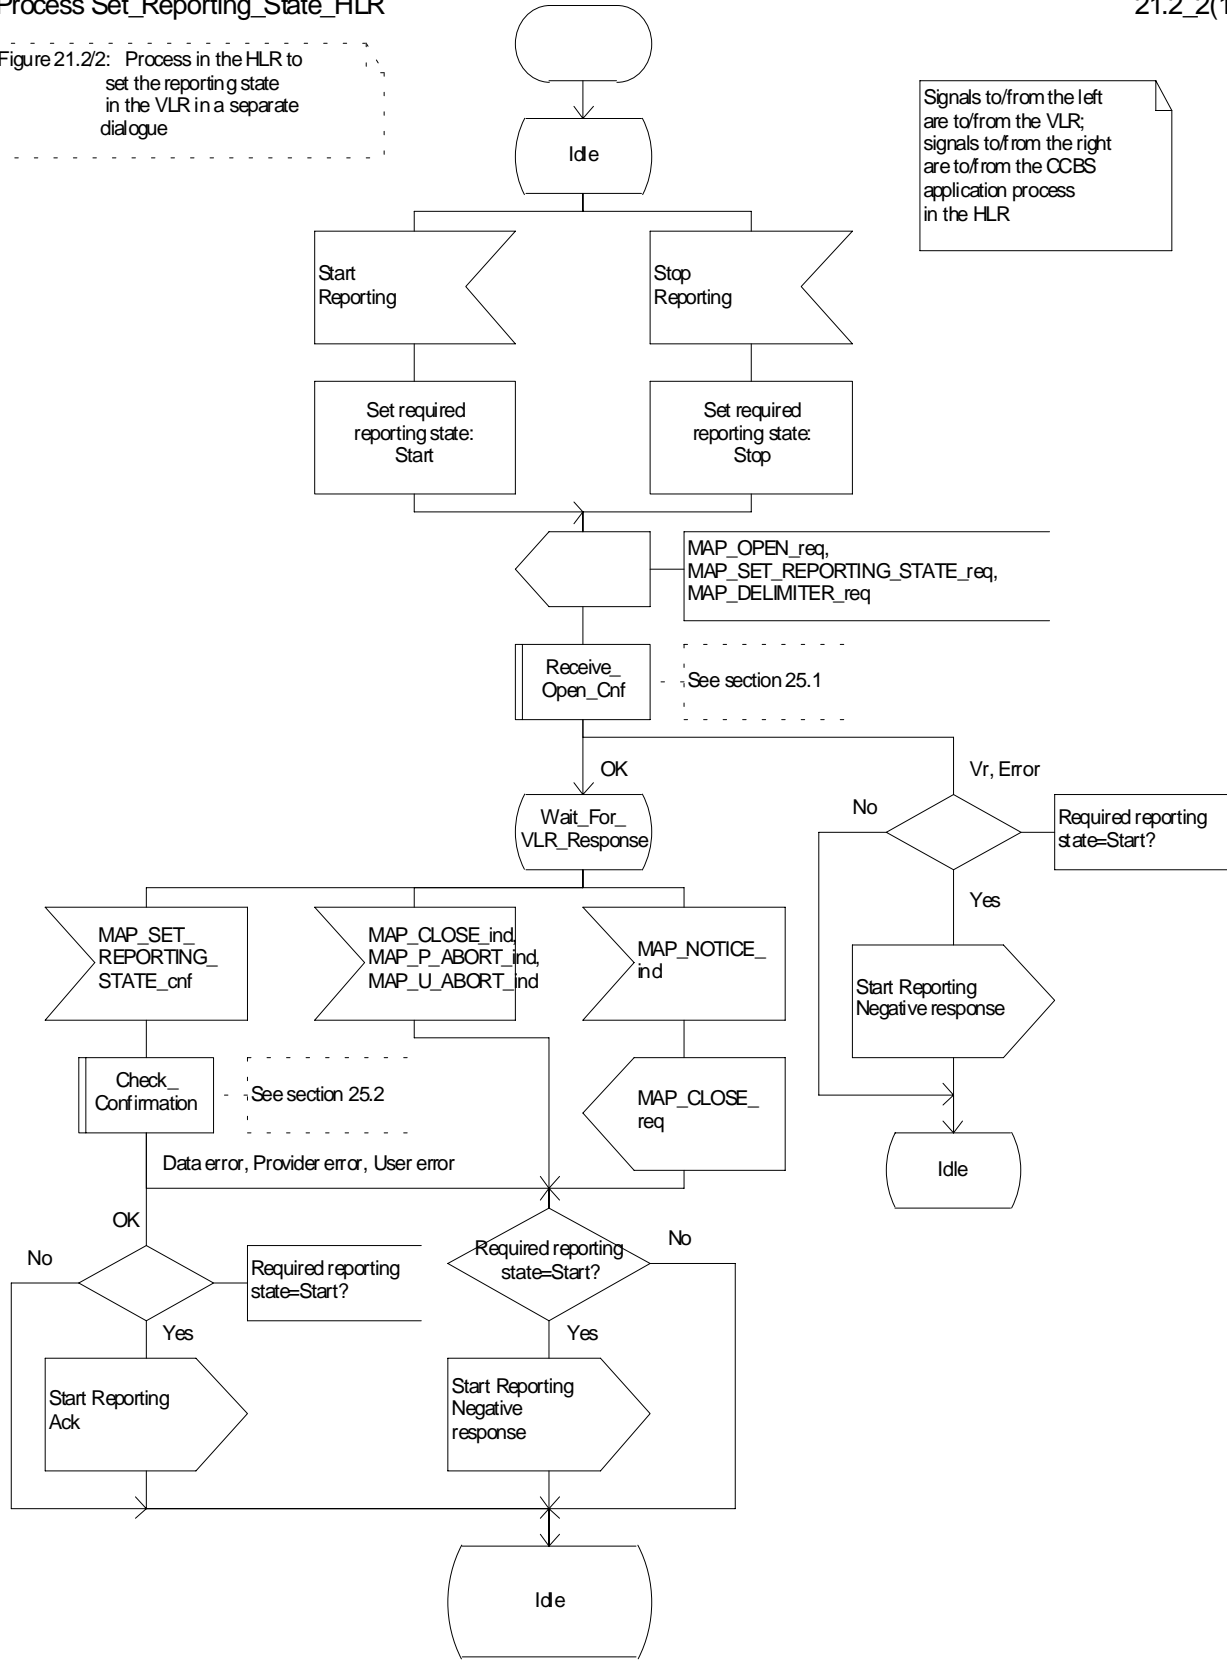 Process Set_Reporting_State_HLR
21.2_2(1
Figure 21.2/2: Process in the HLR to
set the reporting state
in the VLR in a separate
dialogue
Signals to/from the left
are to/from the VLR;
signals to/from the right
are to/from the CCBS
application process
in the HLR
Idle
Start
Reporting
Stop
Reporting
Set required
reporting state:
Start
Set required
reporting state:
Stop
MAP_OPEN_req,
MAP_SET_REPORTING_STATE_req,
MAP_DELIMITER_req
Receive_
Open_Cnf
See section 25.1
OK
Vr, Error
Wait_For_
VLR_Response
No
Required reporting
state=Start?
Yes
MAP_SET_
REPORTING_
STATE_cnf
MAP_CLOSE_ind,
MAP_P_ABORT_ind,
MAP_U_ABORT_ind
MAP_NOTICE_
ind
Start Reporting
Negative response
Check_
Confirmation
See section 25.2
MAP_CLOSE_
req
Idle
Data error, Provider error, User error
OK
No
Required reporting
state=Start?
Required reporting
state=Start?
No
Yes
Yes
Start Reporting
Ack
Start Reporting
Negative
response
Idle